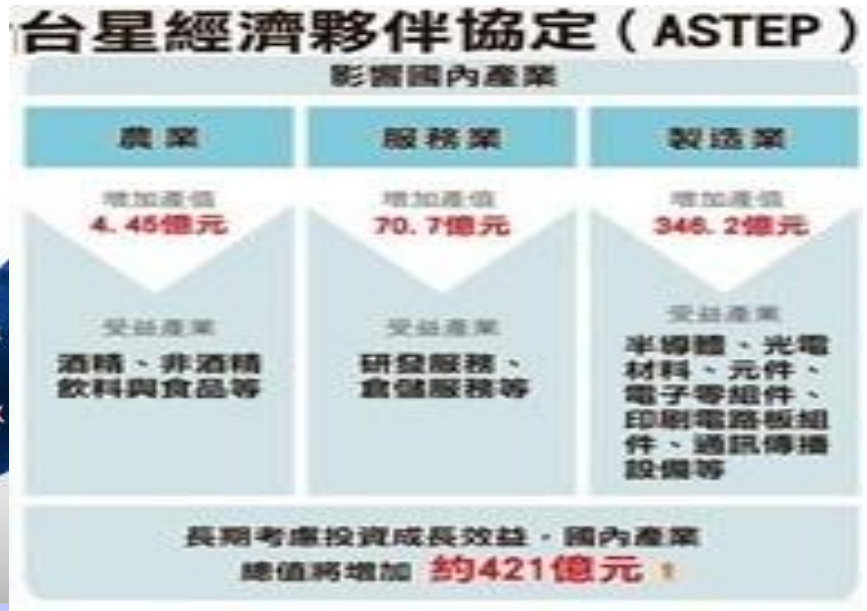 台星經濟夥伴協定（ASTEP）
影響國內產業
農業
增加產值
4.45億元
受益產業
酒精、非酒精
飲料與食品等
服務業
增加產值
70.7億元
受益產業
研發服務、
倉儲服務等
製造業
增加產值
346.2億元
受益產業
半導體、光電
材料、元件、
電子零組件、
印刷電路板組
件、通訊傳播
設備等
長期考慮投資成長效益，國內產業
總值將增加 約421億元